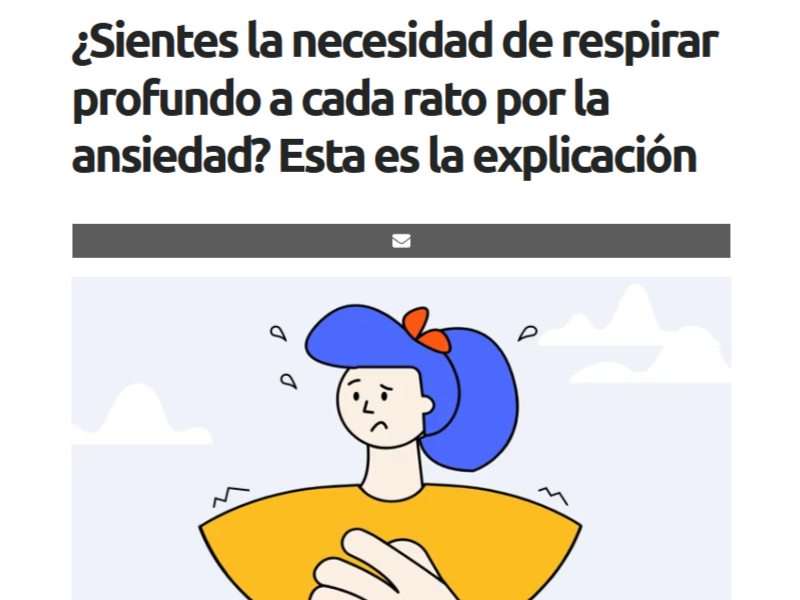 ¿Sientes la necesidad de respirar
profundo a cada rato por la
ansiedad? Esta es la explicación